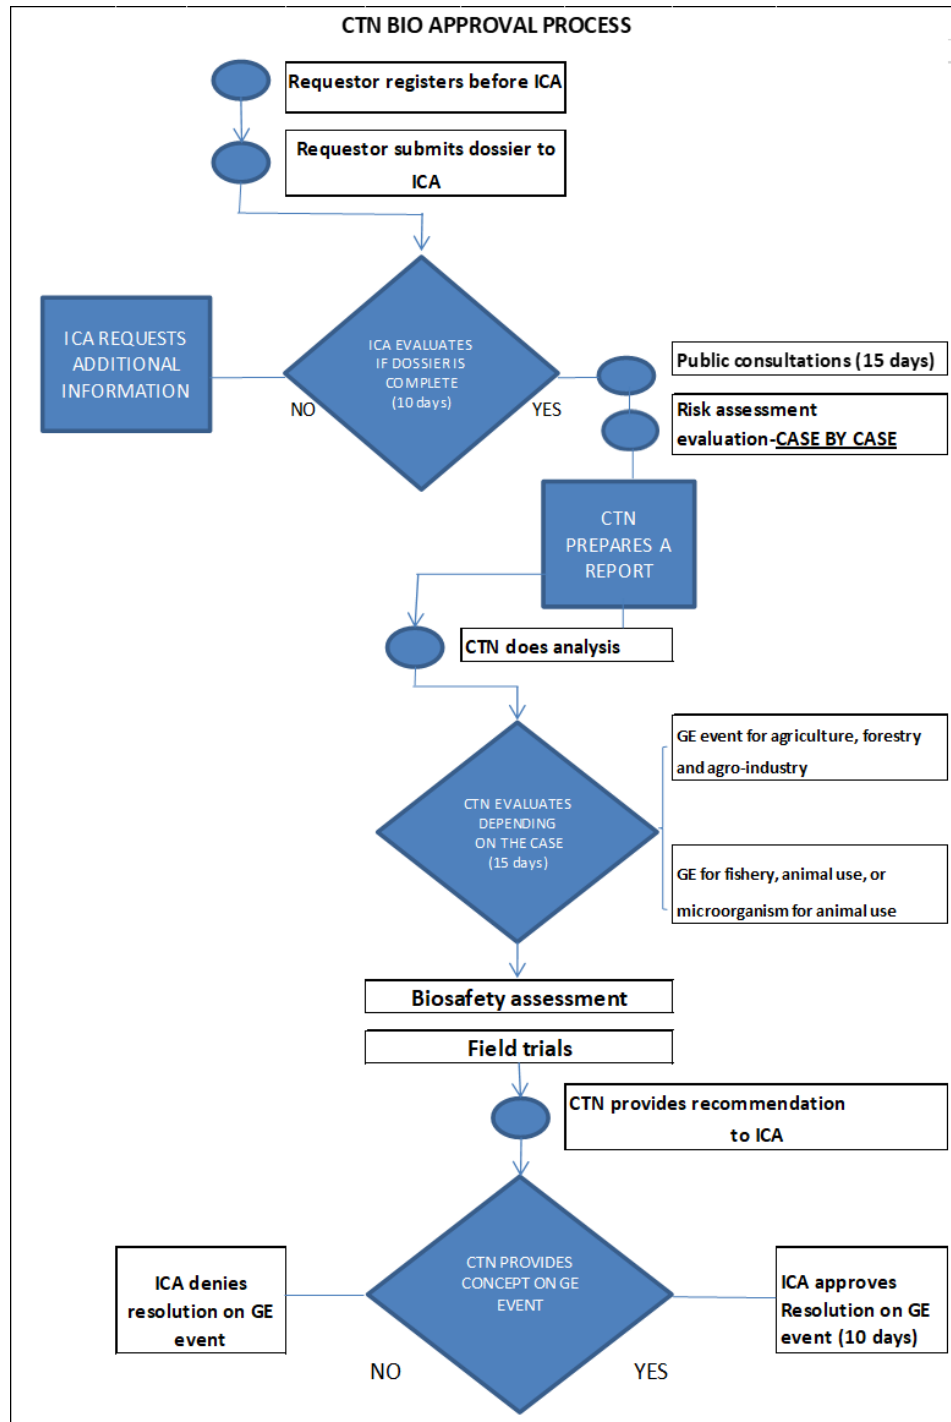 CTN BIO APPROVAL PROCESS
Requestor registers before ICA
Requestor submits dossier to
ICA
ICA REQUESTS
ADDITIONAL
INFORMATION
ICA EVALUATES
IF DOSSIER IS
COMPLETE
(10 days)
NO
YES
Public consultations (15 days)
Risk assessment
evaluation-CASE BY CASE
CTN
PREPARES A
REPORT
CTN does analysis
CTN EVALUATES
DEPENDING
ON THE CASE
(15 days)
GE event for agriculture, forestry
and agro-industry
GE for fishery, animal use, or
microorganism for animal use
Biosafety assessment
Field trials
CTN provides recommendation
to ICA
CTN PROVIDES
CONCEPT ON GE
EVENT
ICA denies
resolution on GE
event
ICA approves
Resolution on GE
event (10 days)
NO
YES